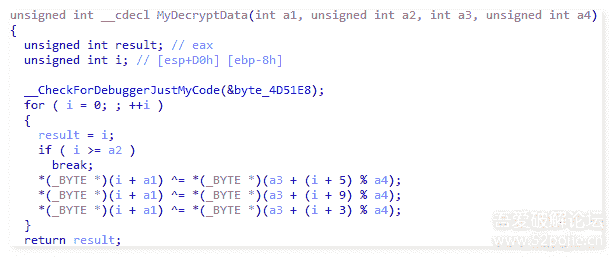 unsigned int __cdecl MyDecryptData(int a1, unsigned int a2, int a3, unsigned int a4)
{
  unsigned int result; // eax
  unsigned int i; // [esp+D0h] [ebp-8h]

  __CheckForDebuggerJustMyCode(&byte_4D51E8);
  for ( i = 0; ; ++i )
  {
    result = i;
    if ( i >= a2 )
      break;
    *(_BYTE *)(i + a1) ^= *(_BYTE *)(a3 + (i + 5) % a4);
    *(_BYTE *)(i + a1) ^= *(_BYTE *)(a3 + (i + 9) % a4);
    *(_BYTE *)(i + a1) ^= *(_BYTE *)(a3 + (i + 3) % a4);
  }
  return result;
吾爱破解论坛
www.52pojie.cn